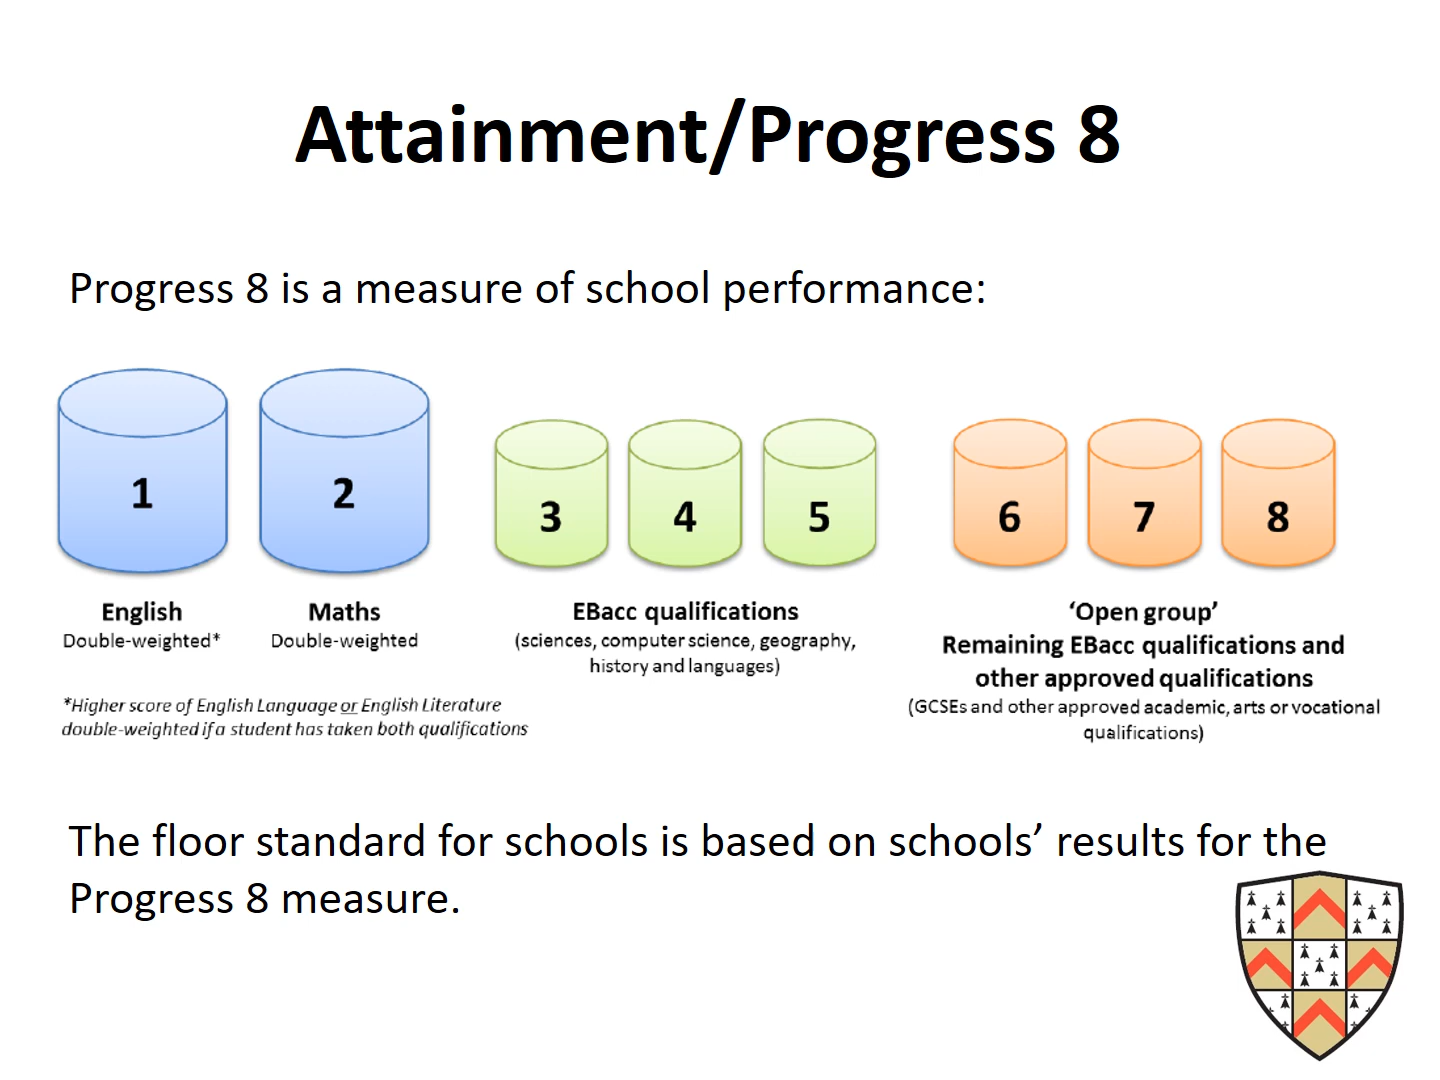 Attainment/Progress 8
Progress 8 is a measure of school performance:
1
2
3
4
5
6
7
8
English
Double-weighted*
Maths
Double-weighted
*Higher score of English Language or English Literature
double-weighted if a student has taken both qualifications
EBacc qualifications
(sciences, computer science, geography,
history and languages)
‘Open group’
Remaining EBacc qualifications and
other approved qualifications
(GCSEs and other approved academic, arts or vocational
qualifications)
The floor standard for schools is based on schools’ results for the
Progress 8 measure.